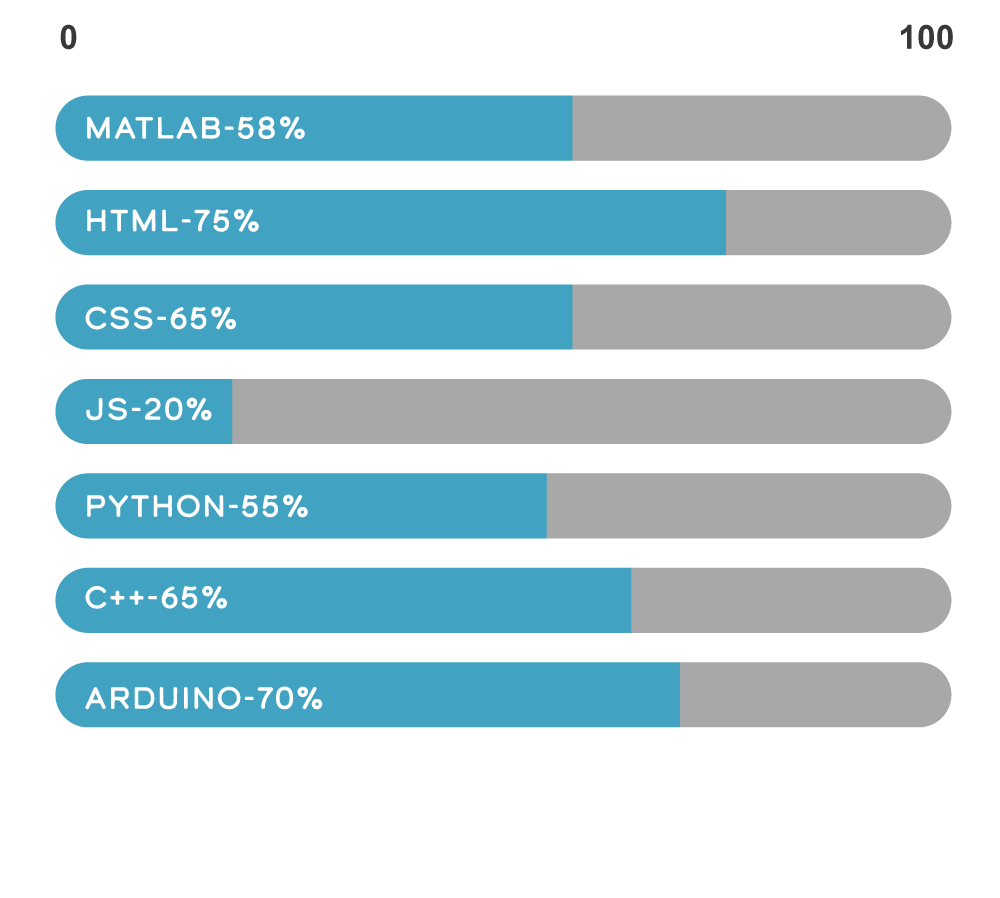 0 100
MATLAB-58%
HTML-75%
CSS-65%
JS-20%
PYTHON-55%
C++-65%
ARDUINO-70%